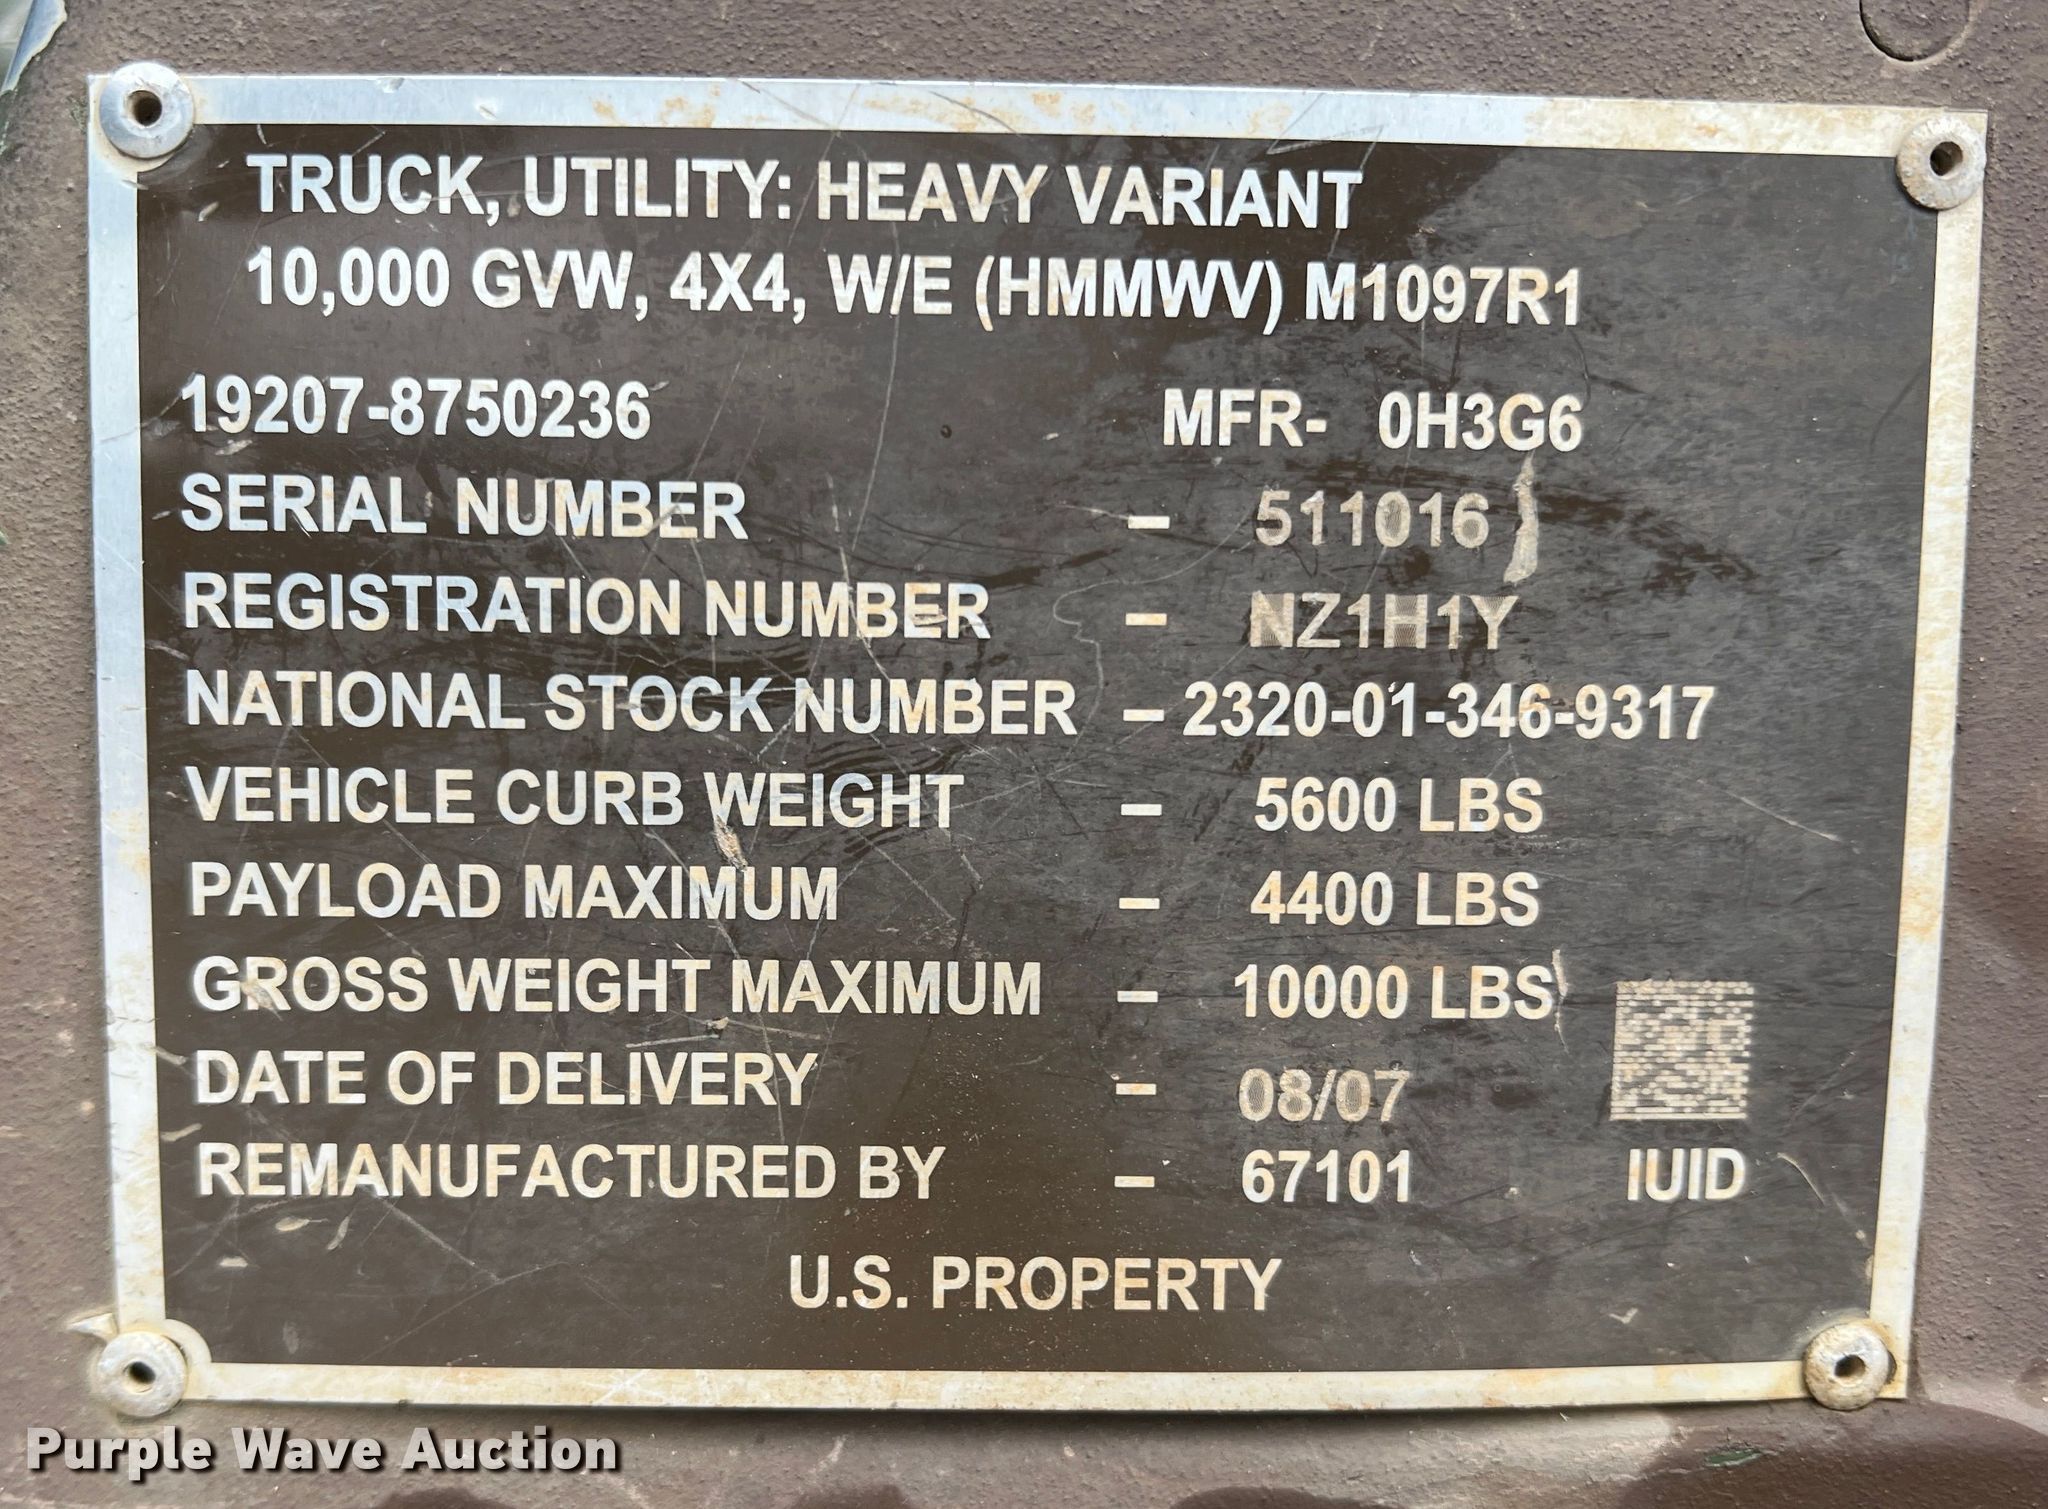 TRUCK, UTILITY: HEAVY VARIANT
10,000 GVW, 4X4, W/E (HMMWV) M1097R1
19207-8750236 MFR- 0H3G6
SERIAL NUMBER – 511016
REGISTRATION NUMBER – NZ1H1Y
NATIONAL STOCK NUMBER – 2320-01-346-9317
VEHICLE CURB WEIGHT – 5600 LBS
PAYLOAD MAXIMUM – 4400 LBS
GROSS WEIGHT MAXIMUM – 10000 LBS
DATE OF DELIVERY – 08/07
REMANUFACTURED BY – 67101 IUID
U.S. PROPERTY
Purple Wave Auction